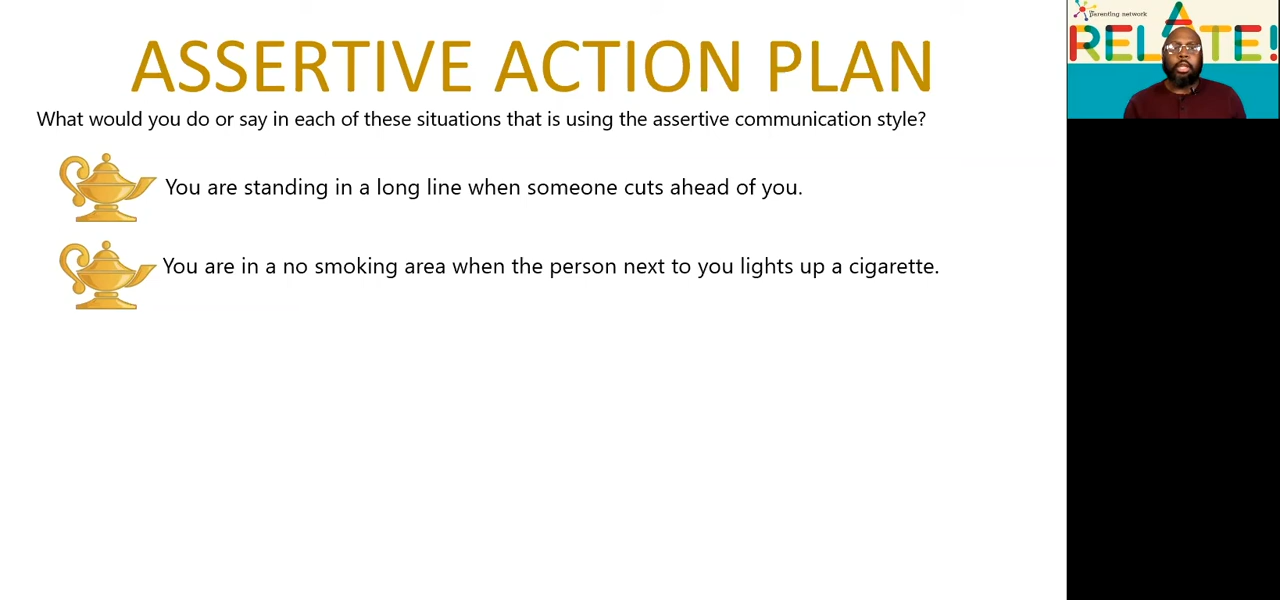 ASSERTIVE ACTION PLAN
What would you do or say in each of these situations that is using the assertive communication style?
You are standing in a long line when someone cuts ahead of you.
You are in a no smoking area when the person next to you lights up a cigarette.
parenting network
RELATE!